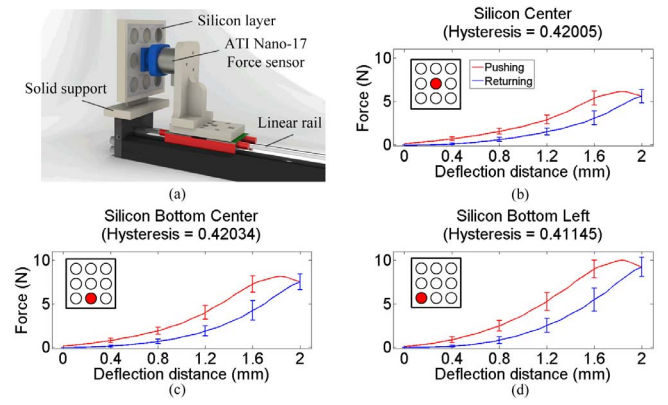 Silicon layer
ATI Nano-17
Force sensor
Solid support
Linear rail
(a)
Silicon Center
(Hysteresis = 0.42005)
Pushing
Returning
Force (N)
10
5
0
0 0.4 0.8 1.2 1.6 2
Deflection distance (mm)
(b)
Silicon Bottom Center
(Hysteresis = 0.42034)
Force (N)
10
5
0
0 0.4 0.8 1.2 1.6 2
Deflection distance (mm)
(c)
Silicon Bottom Left
(Hysteresis = 0.41145)
Force (N)
10
5
0
0 0.4 0.8 1.2 1.6 2
Deflection distance (mm)
(d)